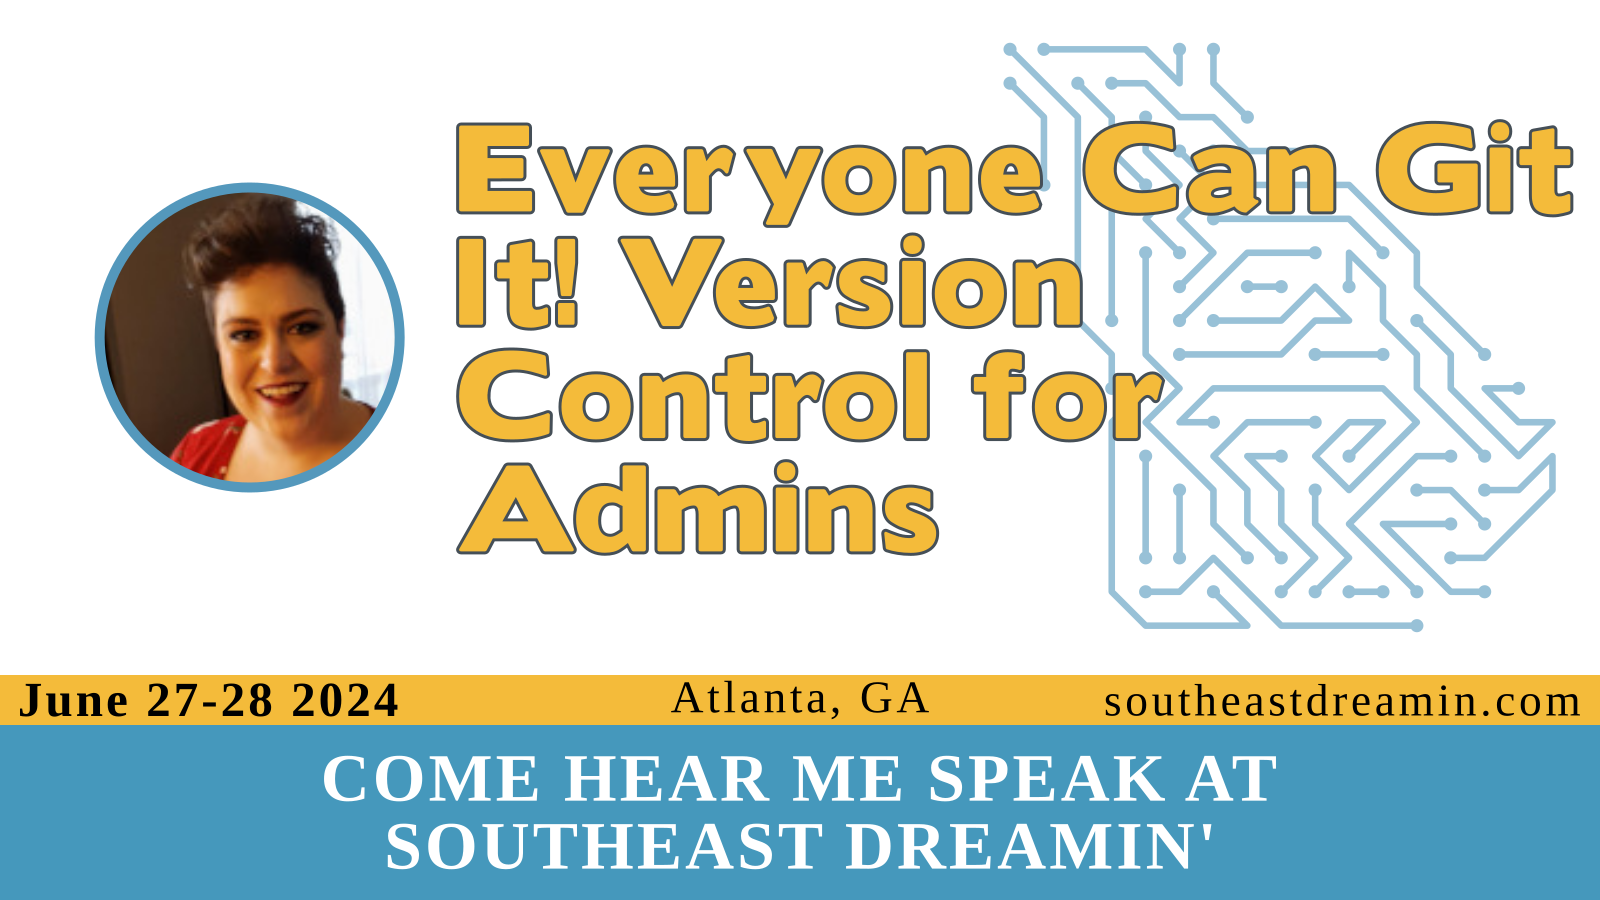 Everyone Can Git
It! Version
Control for
Admins
June 27-28 2024
Atlanta, GA
southeastdreamin.com
COME HEAR ME SPEAK AT
SOUTHEAST DREAMIN'